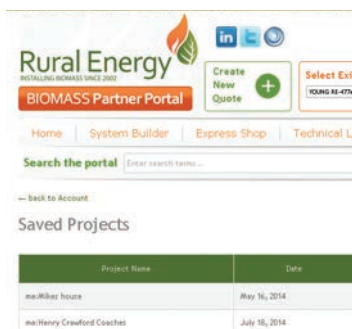 Rural Energy
INSTALLING BIOMASS SINCE 2002
BIOMASS Partner Portal
in
Create
New
Quote
Select Exi
Home
System Builder
Express Shop
Technical L
Search the portal
Enter search terms...
← back to Account
Saved Projects
Project Name
Date
me:Mikes house
May 16, 2014
me:Henry Crawford Coaches
July 18, 2014